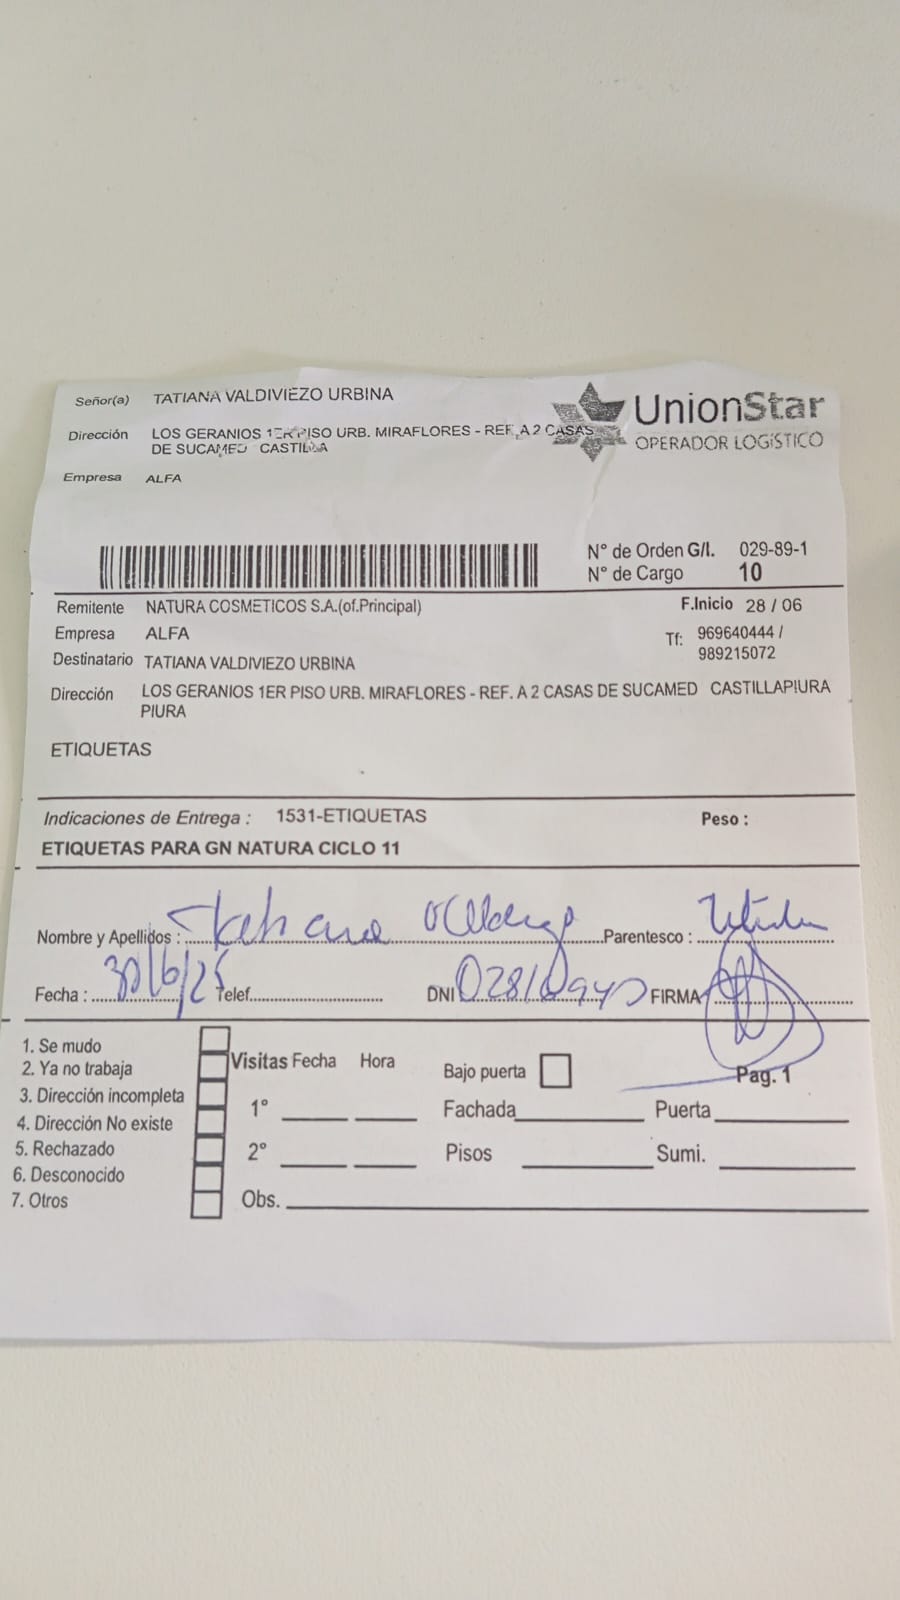 Señor(a) TATIANA VALDIVIEZO URBINA
UnionStar
OPERADOR LOGÍSTICO
Dirección LOS GERANIOS 1ER PISO URB. MIRAFLORES - REF. A 2 CASAS
DE SUCAMED CASTILLA
Empresa ALFA
N° de Orden G/I. 029-89-1
N° de Cargo 10
Remitente NATURA COSMETICOS S.A.(of.Principal)
F.Inicio 28 / 06
Empresa ALFA
Tf: 969640444 /
989215072
Destinatario TATIANA VALDIVIEZO URBINA
Dirección LOS GERANIOS 1ER PISO URB. MIRAFLORES - REF. A 2 CASAS DE SUCAMED CASTILLAPIURA
PIURA
ETIQUETAS
Indicaciones de Entrega : 1531-ETIQUETAS Peso :
ETIQUETAS PARA GN NATURA CICLO 11
Nombre y Apellidos : Parentesco : Titular
Fecha : 30/6/25 Telef. DNI FIRMA
1. Se mudo
2. Ya no trabaja
3. Dirección incompleta
4. Dirección No existe
5. Rechazado
6. Desconocido
7. Otros
Visitas Fecha Hora
1°
2°
Obs.
Bajo puerta
Pag. 1
Fachada Puerta
Pisos Sumi.